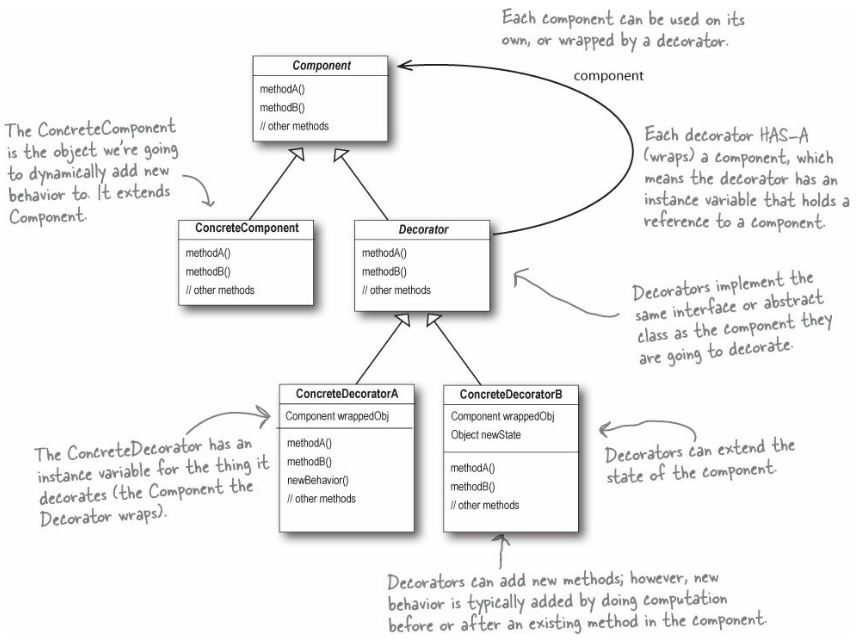 Each component can be used on its
own, or wrapped by a decorator.
Component
methodA()
methodB()
// other methods
component
The ConcreteComponent
is the object we're going
to dynamically add new
behavior to. It extends
Component.
Each decorator HAS-A
(wraps) a component, which
means the decorator has an
instance variable that holds a
reference to a component.
ConcreteComponent
methodA()
methodB()
// other methods
Decorator
methodA()
methodB()
// other methods
Decorators implement the
same interface or abstract
class as the component they
are going to decorate.
ConcreteDecoratorA
Component wrappedObj
methodA()
methodB()
newBehavior()
// other methods
ConcreteDecoratorB
Component wrappedObj
Object newState
methodA()
methodB()
// other methods
The ConcreteDecorator has an
instance variable for the thing it
decorates (the Component the
Decorator wraps).
Decorators can extend the
state of the component.
Decorators can add new methods; however, new
behavior is typically added by doing computation
before or after an existing method in the component.